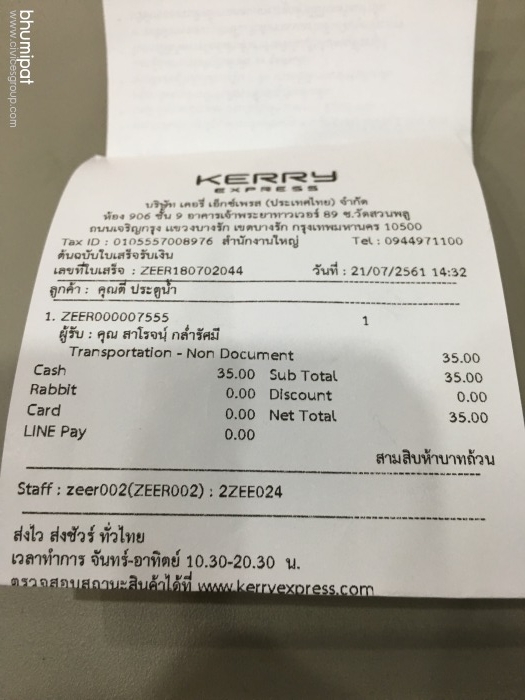 bhumipat
www.civicesgroup.com
KERRY
EXPRESS
บริษัท เคอรี่ เอ็กซ์เพรส (ประเทศไทย) จำกัด
ห้อง 906 ชั้น 9 อาคารเจ้าพระยาทาวเวอร์ 89 ซ.วัดสวนพลู
ถนนเจริญกรุง แขวงบางรัก เขตบางรัก กรุงเทพมหานคร 10500
Tax ID : 0105557008976 สำนักงานใหญ่ Tel : 0944971100
ต้นฉบับใบเสร็จรับเงิน
เลขที่ใบเสร็จ : ZEER180702044 วันที่ : 21/07/2561 14:32
ลูกค้า : คุณดี ประตูน้ำ
1. ZEER000007555 1
ผู้รับ : คุณ สาโรจน์ กล่ำรัศมี
Transportation - Non Document 35.00
Cash 35.00 Sub Total 35.00
Rabbit 0.00 Discount 0.00
Card 0.00 Net Total 35.00
LINE Pay 0.00
สามสิบห้าบาทถ้วน
Staff : zeer002(ZEER002) : 2ZEE024
ส่งไว ส่งชัวร์ ทั่วไทย
เวลาทำการ จันทร์-อาทิตย์ 10.30-20.30 น.
ตรวจสอบสถานะสินค้าได้ที่ www.kerryexpress.com